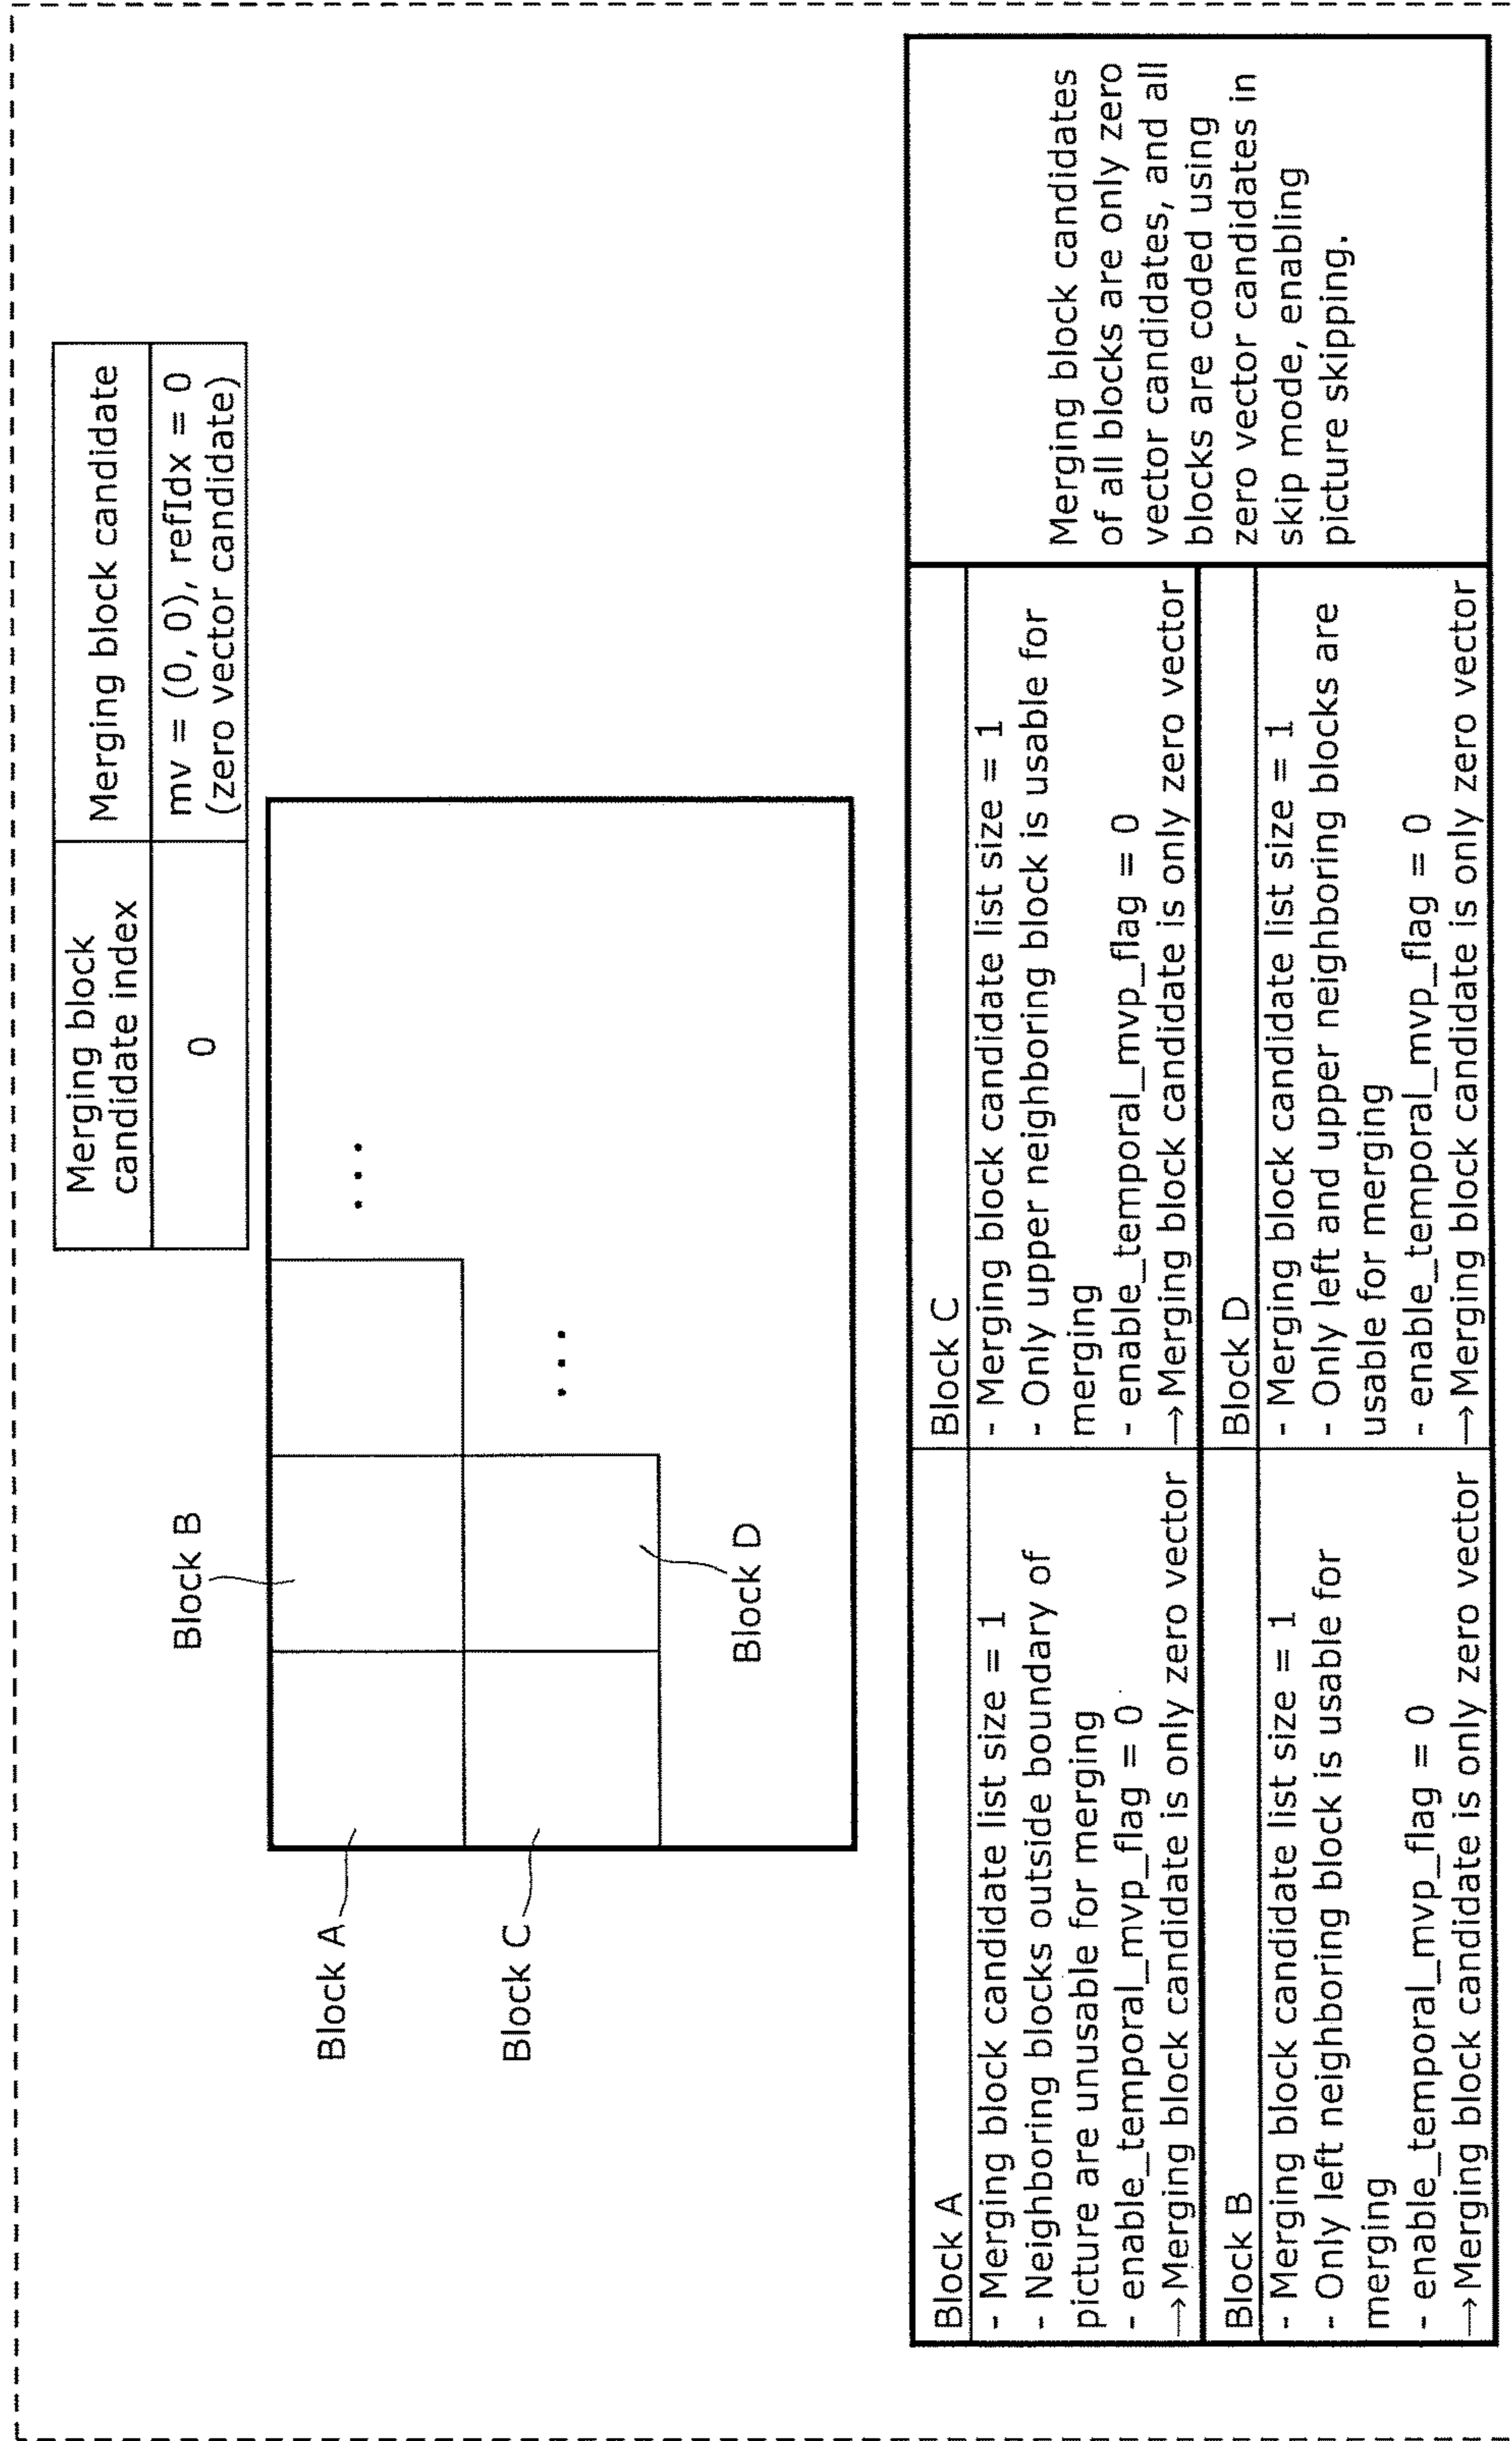 Merging block
candidate index
Merging block candidate
0
mv = (0, 0), refIdx = 0
(zero vector candidate)
Block B
Block A
...
Block C
...
Block D
Block A
- Merging block candidate list size = 1
- Neighboring blocks outside boundary of
picture are unusable for merging
- enable_temporal_mvp_flag = 0
→Merging block candidate is only zero vector
Block C
- Merging block candidate list size = 1
- Only upper neighboring block is usable for
merging
- enable_temporal_mvp_flag = 0
→Merging block candidate is only zero vector
Block B
- Merging block candidate list size = 1
- Only left neighboring block is usable for
merging
- enable_temporal_mvp_flag = 0
→Merging block candidate is only zero vector
Block D
- Merging block candidate list size = 1
- Only left and upper neighboring blocks are
usable for merging
- enable_temporal_mvp_flag = 0
→Merging block candidate is only zero vector
Merging block candidates
of all blocks are only zero
vector candidates, and all
blocks are coded using
zero vector candidates in
skip mode, enabling
picture skipping.